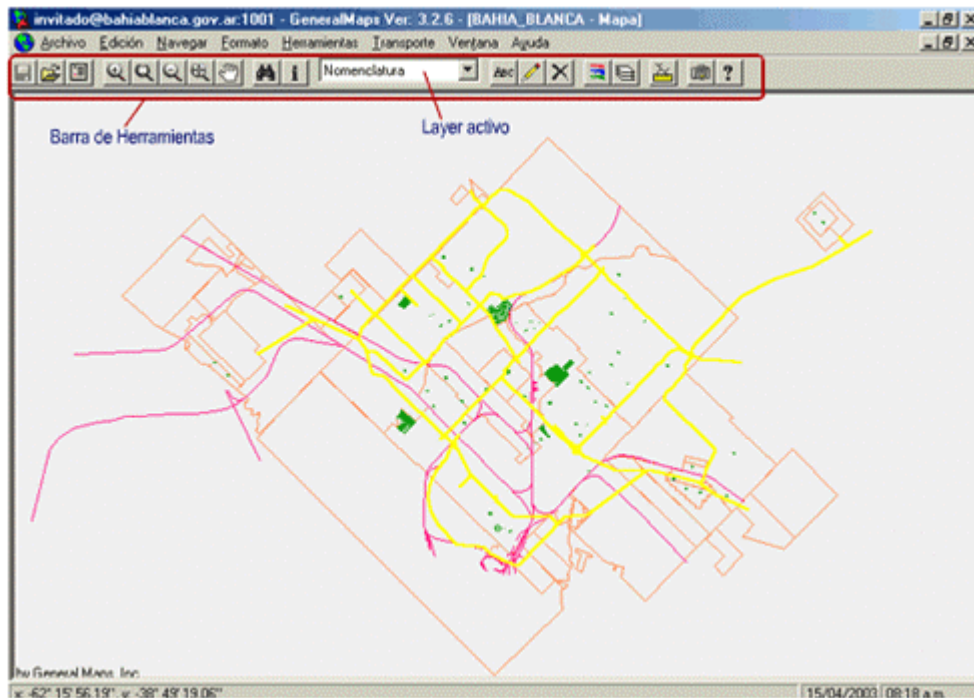 invitado@bahiablanca.gov.ar:1001 - GeneralMaps Ver: 3.2.6 - [BAHIA_BLANCA - Mapa]
Archivo Edición Navegar Formato Herramientas Transporte Ventana Ayuda
Nomenclatura Abc
Barra de Herramientas Layer activo
by General Maps, Inc.
x: -62° 15' 56.19", y: -38° 49' 19.06" 15/04/2003 08:18 a.m.